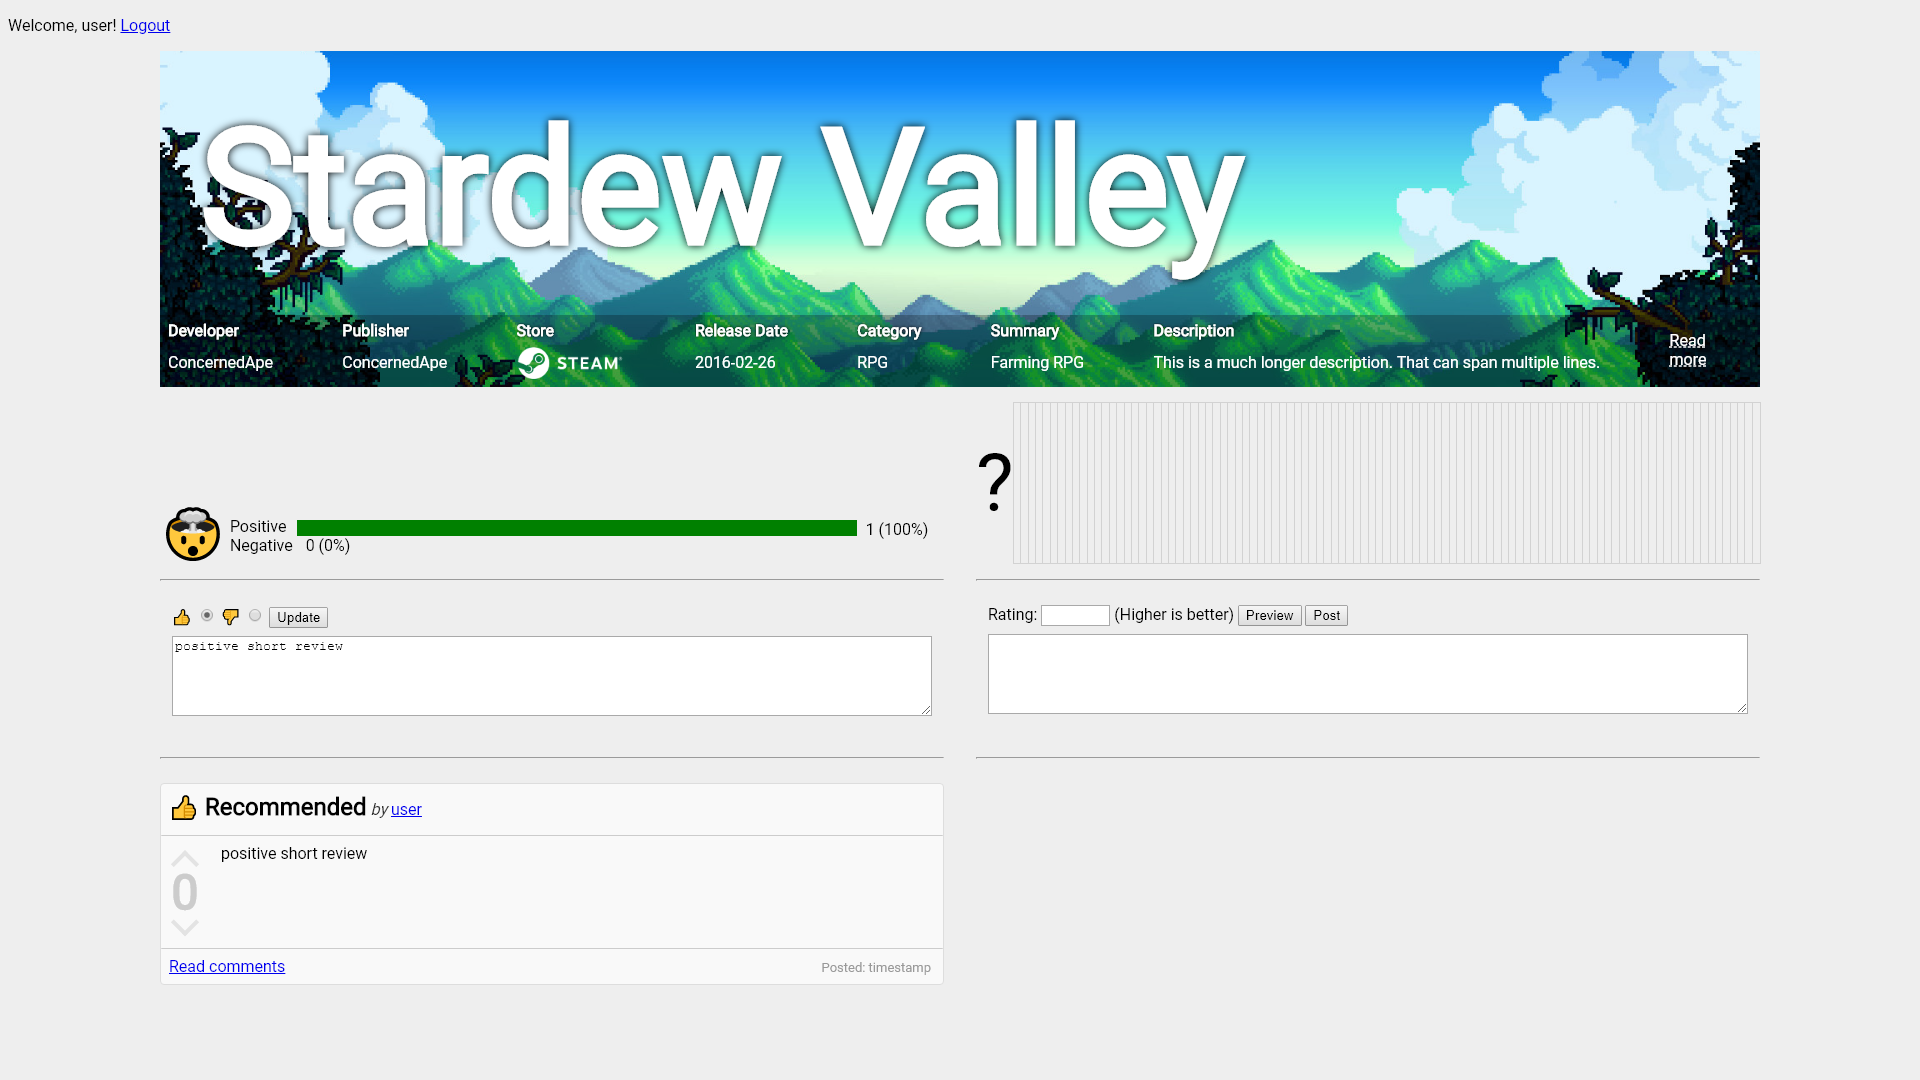 Welcome, user! Logout
Stardew Valley
Developer Publisher Store Release Date Category Summary Description
Read more
ConcernedApe ConcernedApe STEAM 2016-02-26 RPG Farming RPG This is a much longer description. That can span multiple lines.
?
Positive 1 (100%)
Negative 0 (0%)
Update
positive short review
Rating: (Higher is better) Preview Post
Recommended by user
positive short review
0
Read comments Posted: timestamp